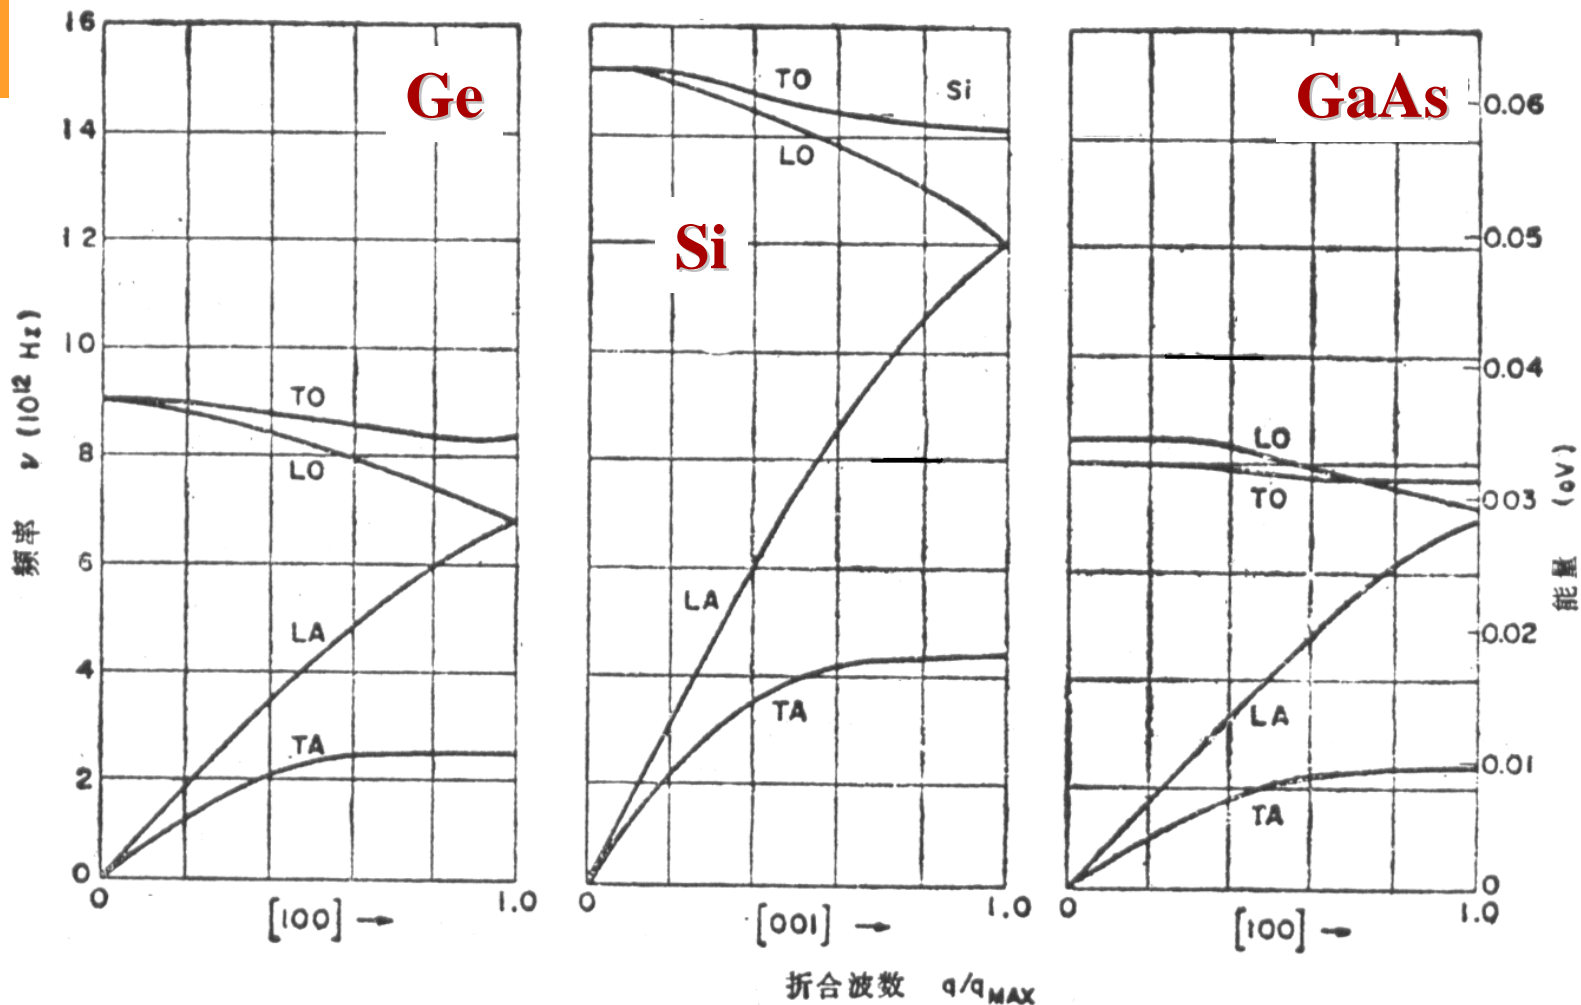 16
14
12
10
8
6
4
2
0
频率 ν (10¹² Hz)
Ge
TO
LO
LA
TA
0
1.0
[100] →
Si
TO
Si
LO
LA
TA
0
1.0
[001] →
GaAs
LO
TO
LA
TA
0
1.0
[100] →
0.06
0.05
0.04
0.03
0.02
0.01
0
能量 (eV)
折合波数 q/qMAX